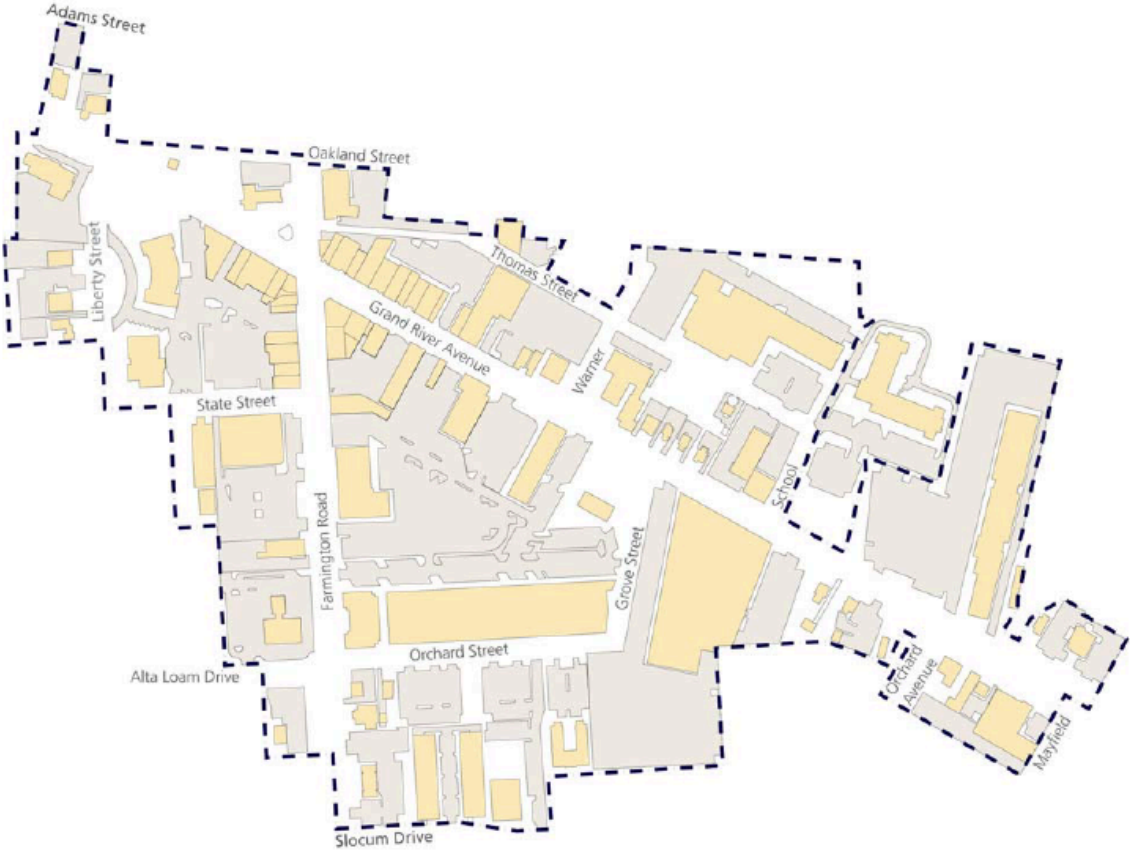 Adams Street
Oakland Street
Thomas Street
Liberty Street
Grand River Avenue
Warner
State Street
School
Farmington Road
Grove Street
Orchard Street
Alta Loam Drive
Orchard
Avenue
Mayfield
Slocum Drive